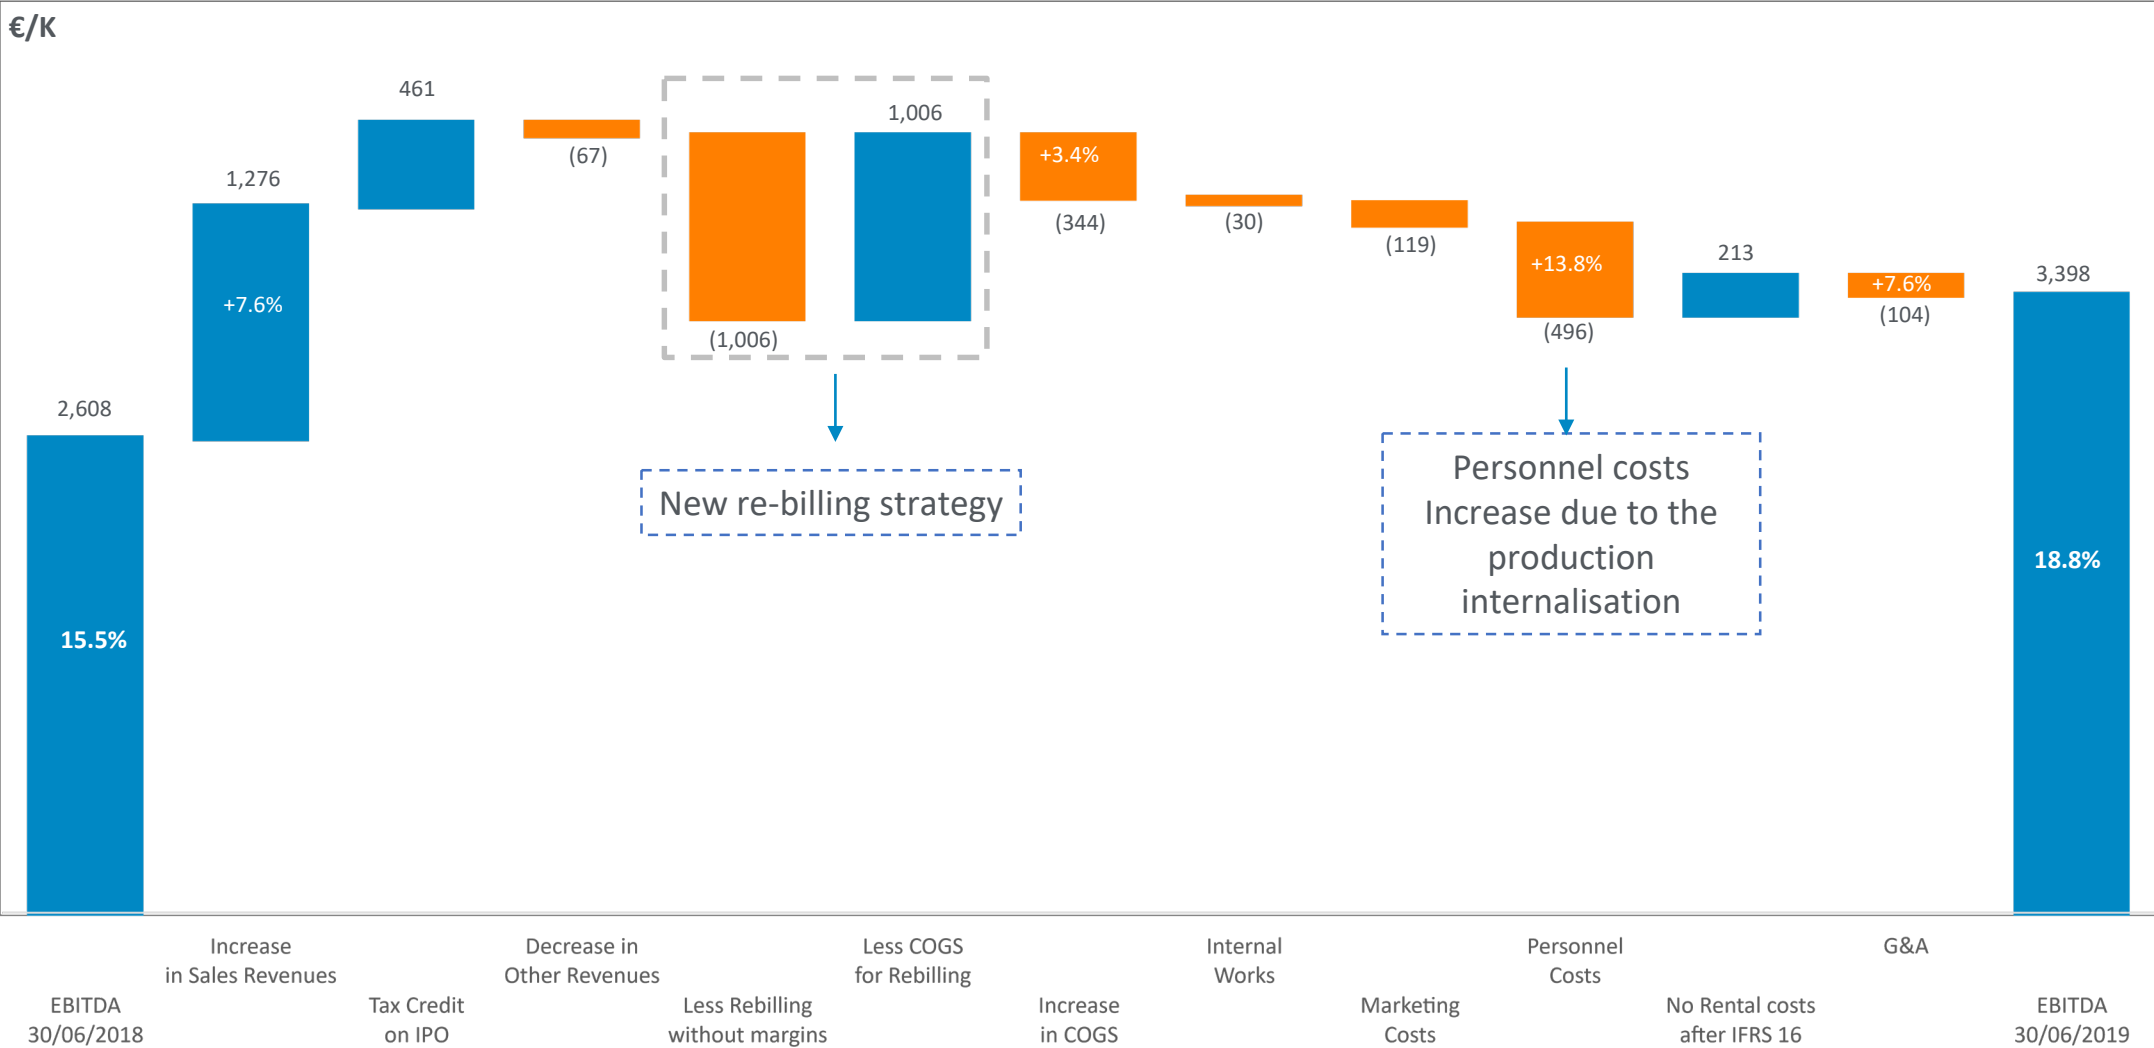 €/K
2,608
15.5%
1,276
+7.6%
461
(67)
(1,006)
1,006
+3.4%
(344)
(30)
(119)
+13.8%
(496)
213
+7.6%
(104)
3,398
18.8%
New re-billing strategy
Personnel costs
Increase due to the
production
internalisation
EBITDA
30/06/2018
Increase
in Sales Revenues
Tax Credit
on IPO
Decrease in
Other Revenues
Less Rebilling
without margins
Less COGS
for Rebilling
Increase
in COGS
Internal
Works
Marketing
Costs
Personnel
Costs
No Rental costs
after IFRS 16
G&A
EBITDA
30/06/2019